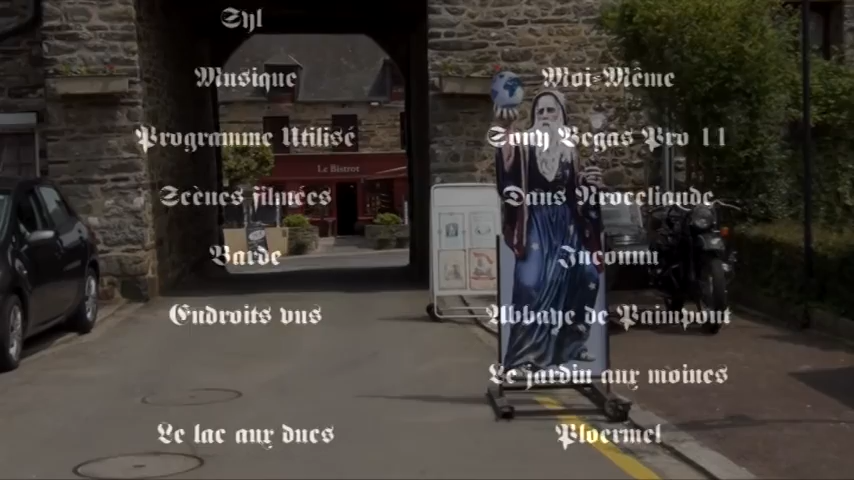 Syl
Musique Moi-Même
Programme Utilisé Sony Vegas Pro 11
Le Bistrot
Scènes filmées Dans Broceliande
Barde Inconnu
Endroits vus Abbaye de Paimpont
Le jardin aux moines
Le lac aux ducs Ploermel